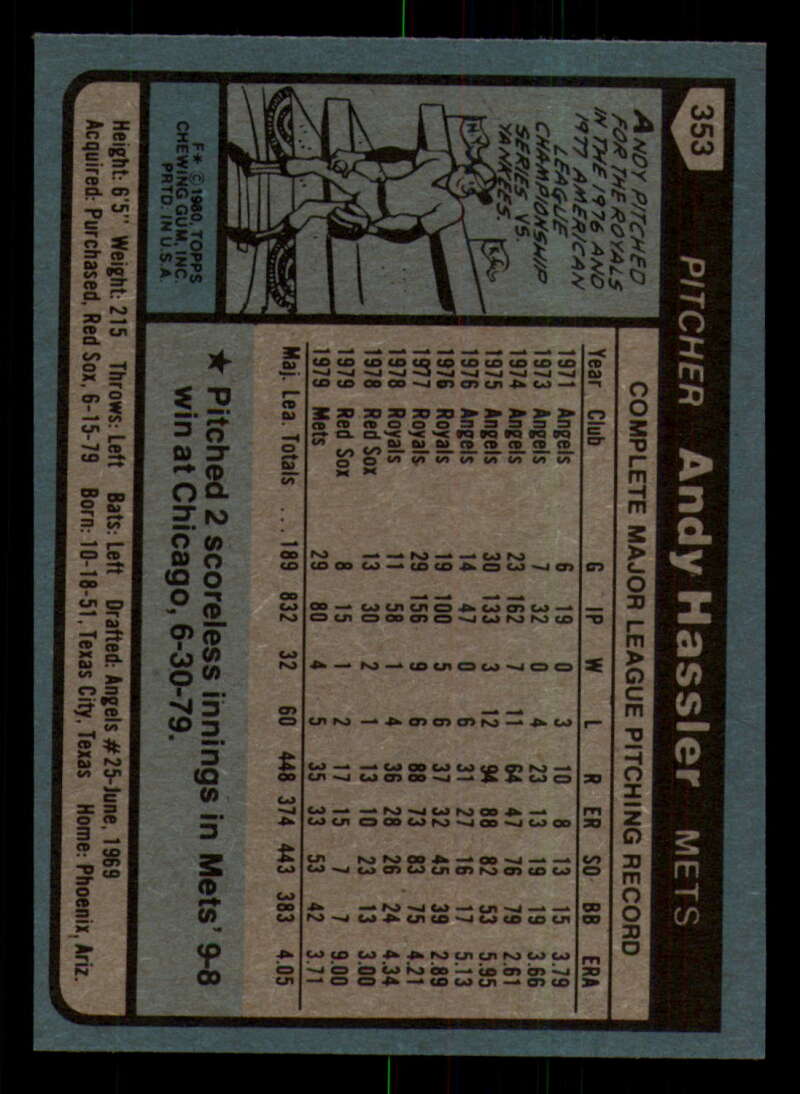 353
PITCHER Andy Hassler METS
ANDY PITCHED
FOR THE ROYALS
IN THE 1976 AND
1977 AMERICAN
LEAGUE
CHAMPIONSHIP
SERIES VS.
YANKEES.
F* © 1980, TOPPS
CHEWING GUM, INC.
PRTD. IN U.S.A.
COMPLETE MAJOR LEAGUE PITCHING RECORD
Year Club G IP W L R ER SO BB ERA
1971 Angels 6 19 0 3 10 8 13 15 3.79
1973 Angels 7 32 0 4 23 13 19 19 3.66
1974 Angels 23 162 7 11 64 47 76 79 2.61
1975 Angels 30 133 3 12 94 88 82 53 5.95
1976 Angels 14 47 0 6 31 27 16 17 5.13
1976 Royals 19 100 5 6 37 32 45 39 2.89
1977 Royals 29 156 9 6 88 73 83 75 4.21
1978 Royals 11 58 1 4 36 28 26 24 4.34
1978 Red Sox 13 30 2 1 13 10 23 13 3.00
1979 Red Sox 8 15 1 2 17 15 7 7 9.00
1979 Mets 29 80 4 5 35 33 53 42 3.71
Maj. Lea. Totals ... 189 832 32 60 448 374 443 383 4.05
★ Pitched 2 scoreless innings in Mets' 9-8
win at Chicago, 6-30-79.
Height: 6'5" Weight: 215 Throws: Left Bats: Left Drafted: Angels #25-June, 1969
Acquired: Purchased, Red Sox, 6-15-79 Born: 10-18-51, Texas City, Texas Home: Phoenix, Ariz.